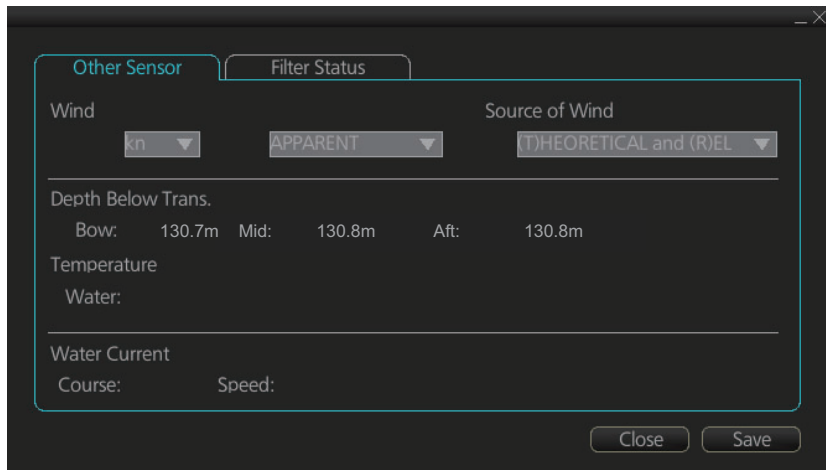 Other Sensor Filter Status
Wind Source of Wind
kn APPARENT (T)HEORETICAL and (R)EL
Depth Below Trans.
Bow: 130.7m Mid: 130.8m Aft: 130.8m
Temperature
Water:
Water Current
Course: Speed:
Close Save